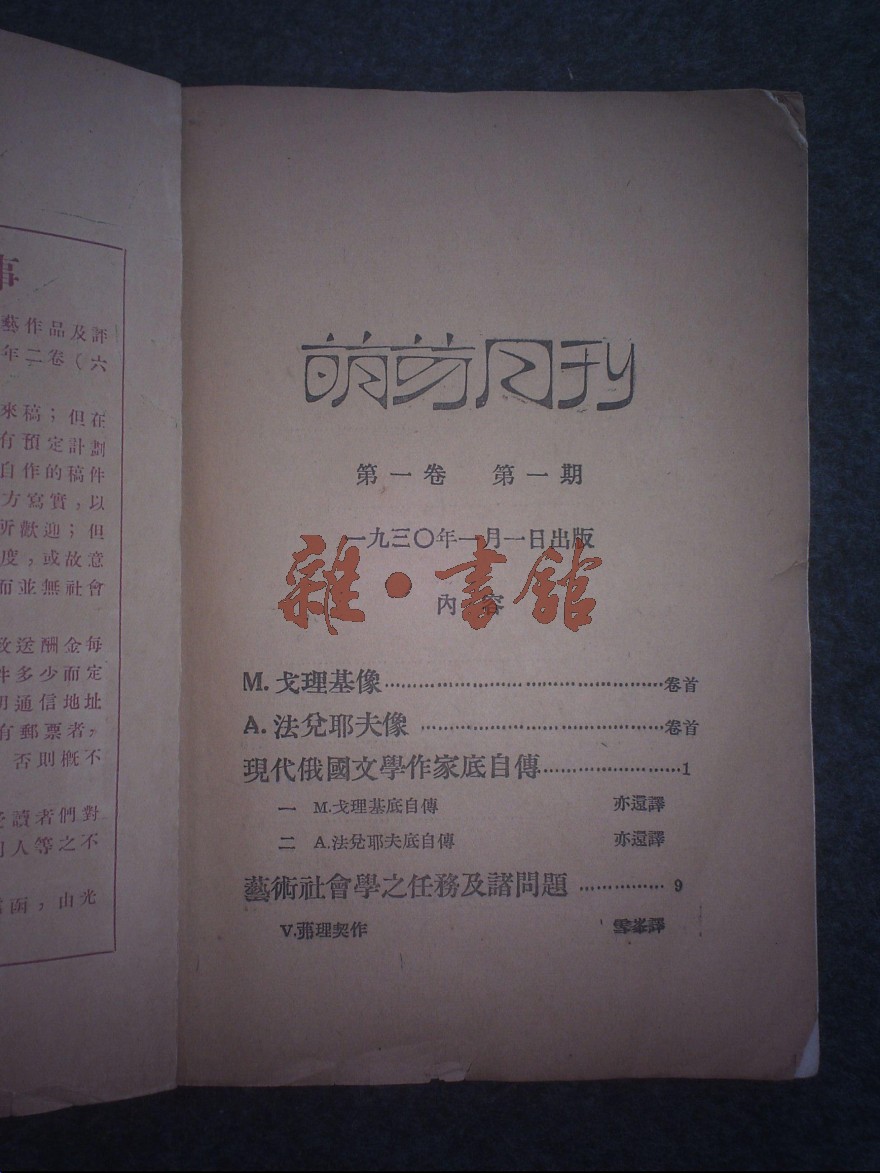 萌芽月刊
第一卷 第一期
一九三〇年一月一日出版
雜·書館
內容
M. 戈理基像………………………………卷首
A. 法兌耶夫像………………………………卷首
現代俄國文學作家底自傳………………………1
一 M.戈理基底自傳 亦還譯
二 A.法兌耶夫底自傳 亦還譯
藝術社會學之任務及諸問題……………9
V.弗理契作 雪峯譯
事
藝作品及評
年二卷（六
來稿；但在
有預定計劃
自作的稿件
方寫實，以
所歡迎；但
度，或故意
而並無社會
致送酬金每
件多少而定
明通信地址
有郵票者，
否則概不
讀者們對
同人等之不
函，由光